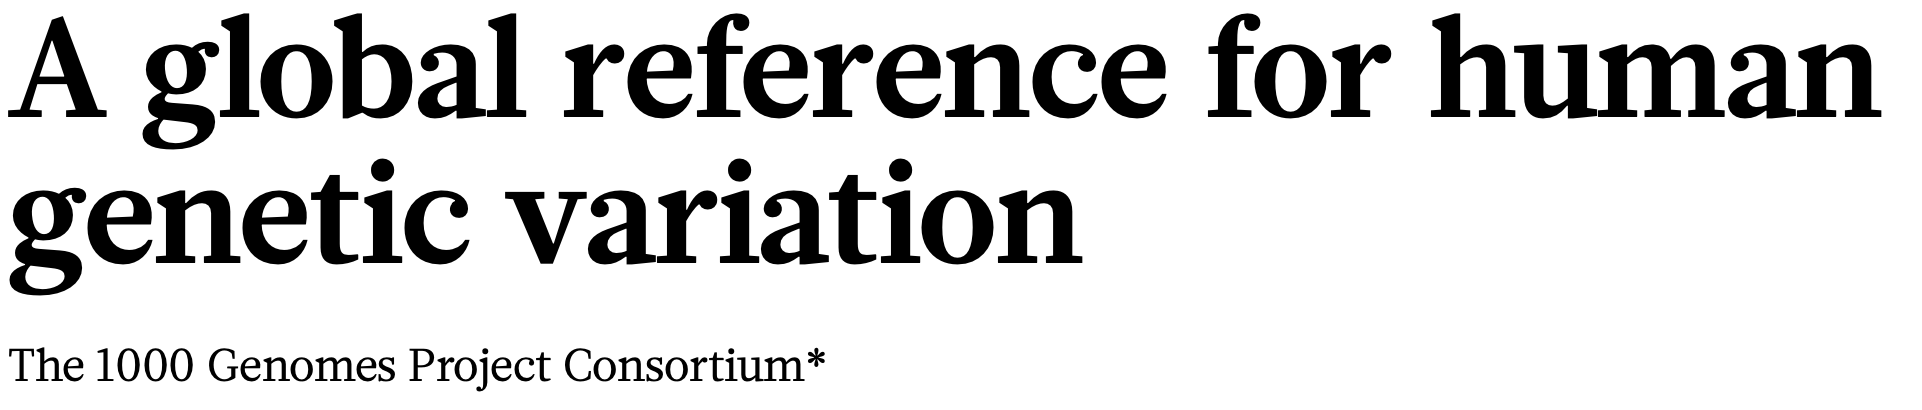 A global reference for human
genetic variation
The 1000 Genomes Project Consortium*